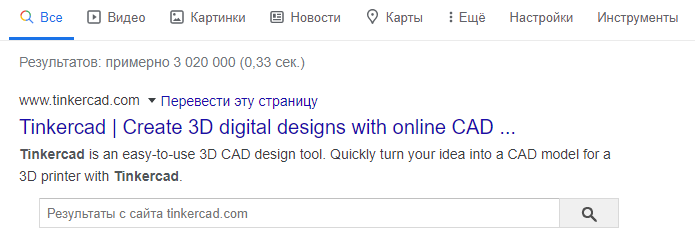 Все Видео Картинки Новости Карты Ещё Настройки Инструменты
Результатов: примерно 3 020 000 (0,33 сек.)
www.tinkercad.com Перевести эту страницу
Tinkercad | Create 3D digital designs with online CAD ...
Tinkercad is an easy-to-use 3D CAD design tool. Quickly turn your idea into a CAD model for a
3D printer with Tinkercad.
Результаты с сайта tinkercad.com